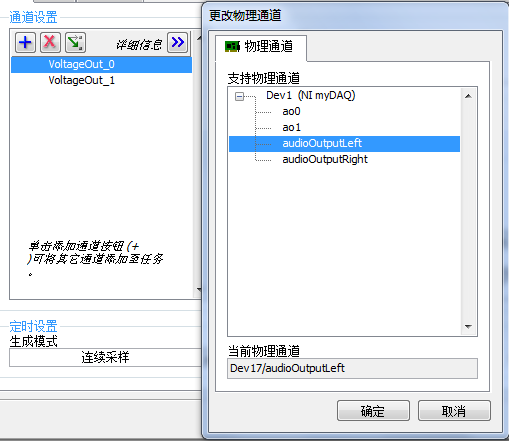 通道设置
详细信息
VoltageOut_0
VoltageOut_1
单击添加通道按钮 (+
)可将其它通道添加至任务
。
定时设置
生成模式
连续采样
更改物理通道
物理通道
支持物理通道
Dev1 (NI myDAQ)
ao0
ao1
audioOutputLeft
audioOutputRight
当前物理通道
Dev17/audioOutputLeft
确定
取消